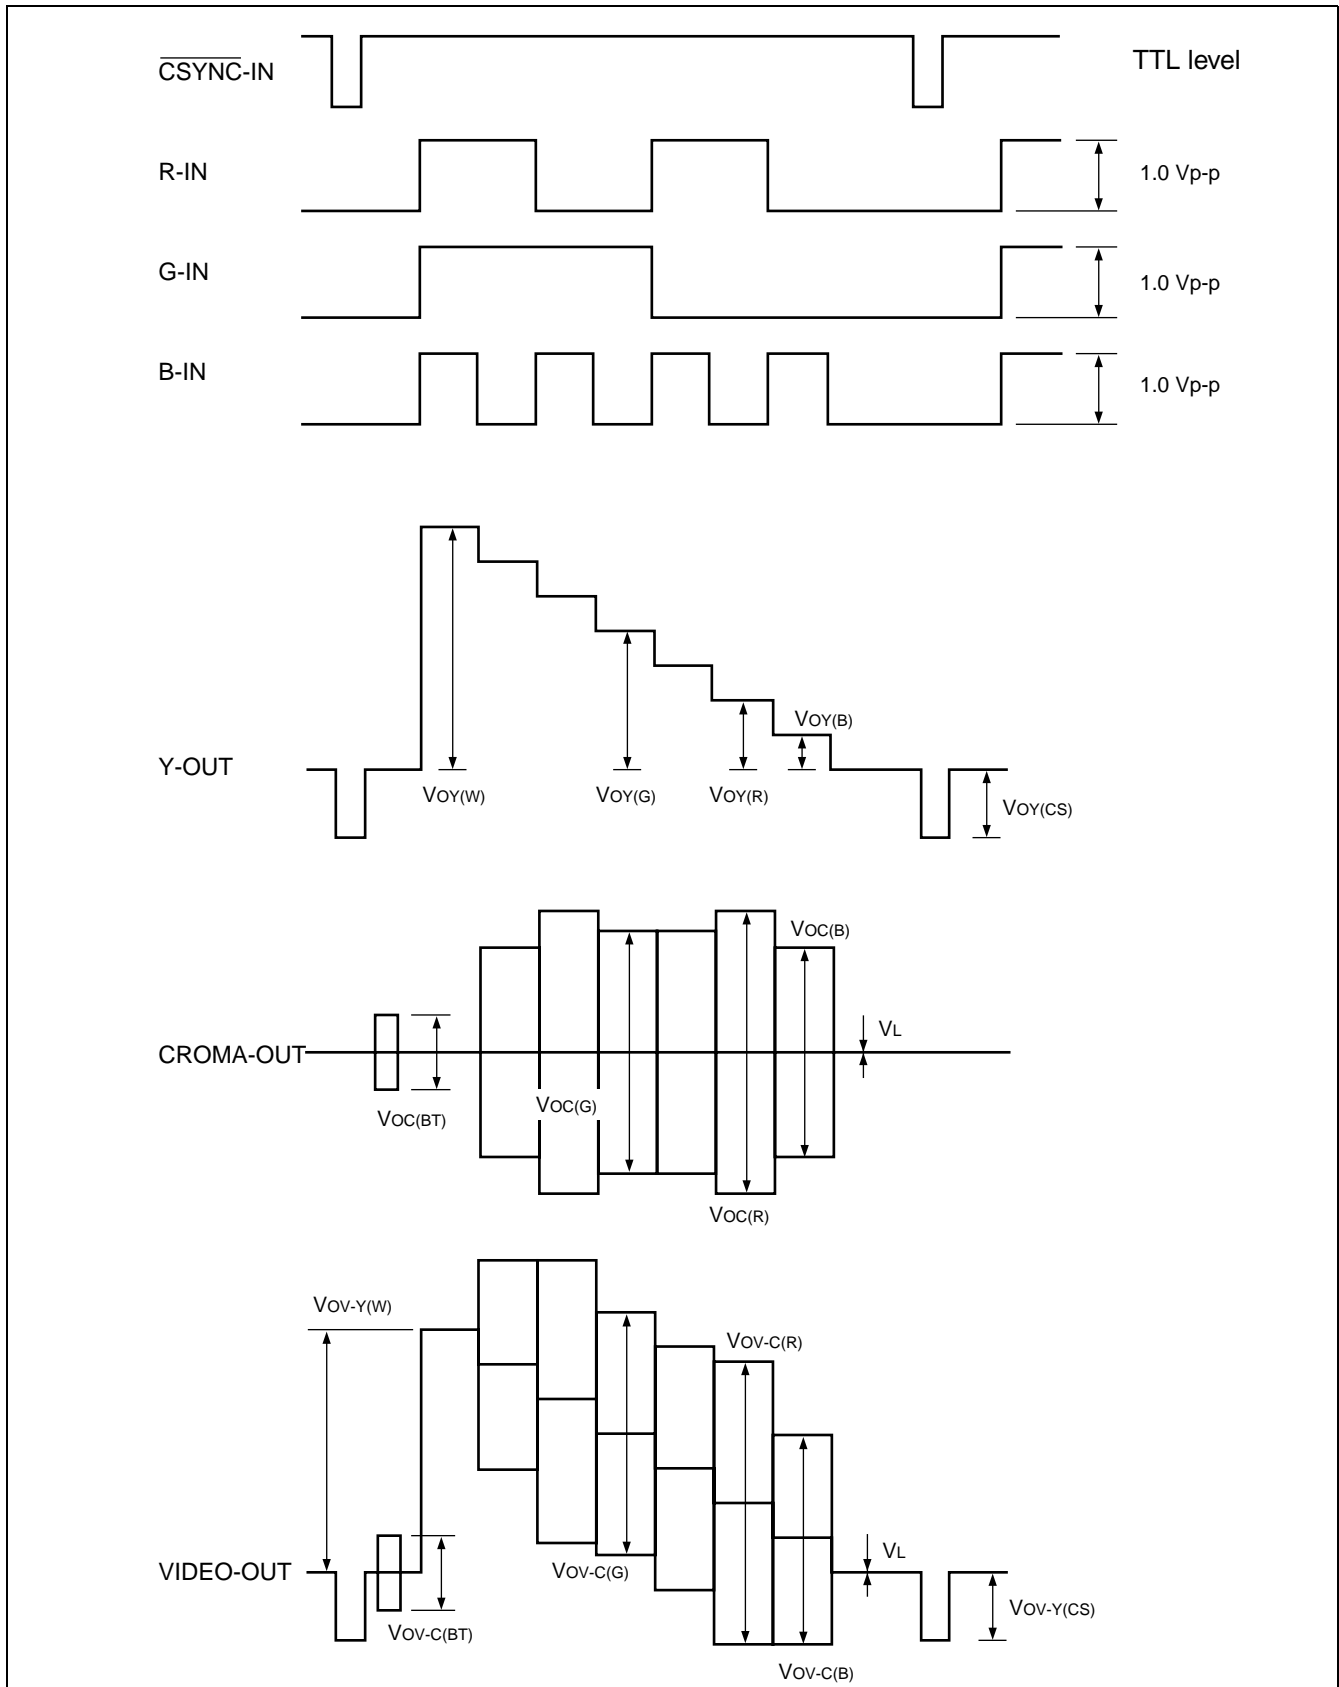 CSYNC-IN
TTL level
R-IN
1.0 Vp-p
G-IN
1.0 Vp-p
B-IN
1.0 Vp-p
VOY(B)
Y-OUT
VOY(W)
VOY(G)
VOY(R)
VOY(CS)
VOC(B)
VL
CROMA-OUT
VOC(BT)
VOC(G)
VOC(R)
VOV-Y(W)
VOV-C(R)
VL
VIDEO-OUT
VOV-C(G)
VOV-Y(CS)
VOV-C(BT)
VOV-C(B)